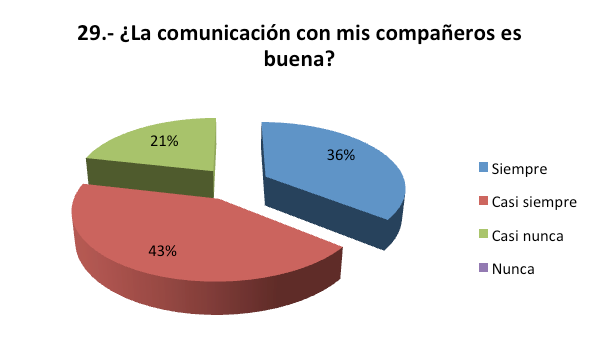 29.- ¿La comunicación con mis compañeros es
buena?
21%
36%
43%
Siempre
Casi siempre
Casi nunca
Nunca